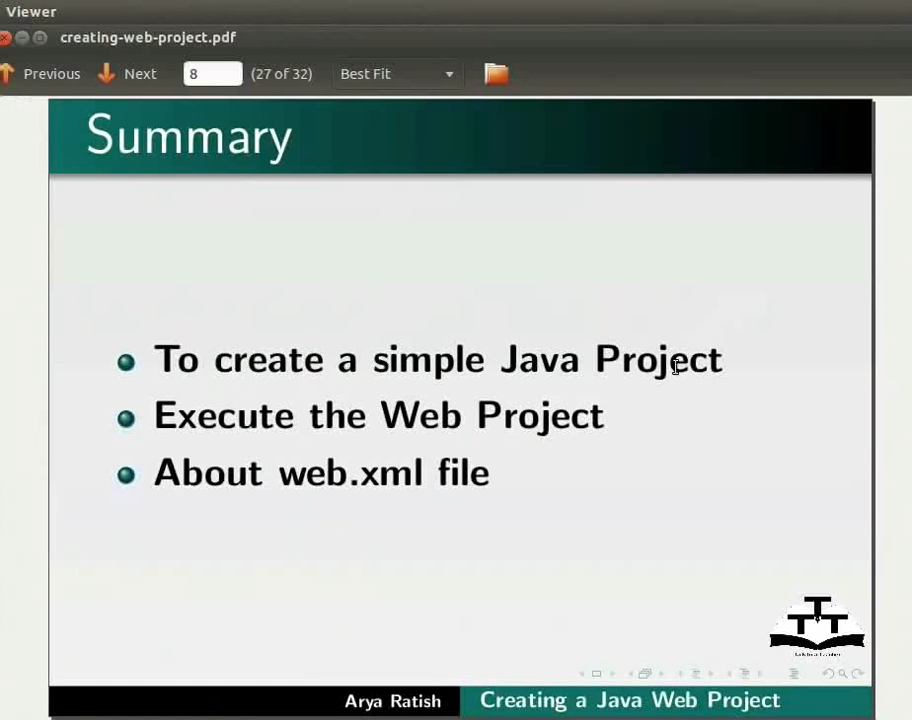 Viewer
creating-web-project.pdf
Previous Next 8 (27 of 32) Best Fit
Summary
To create a simple Java Project
Execute the Web Project
About web.xml file
TTT
Arya Ratish Creating a Java Web Project